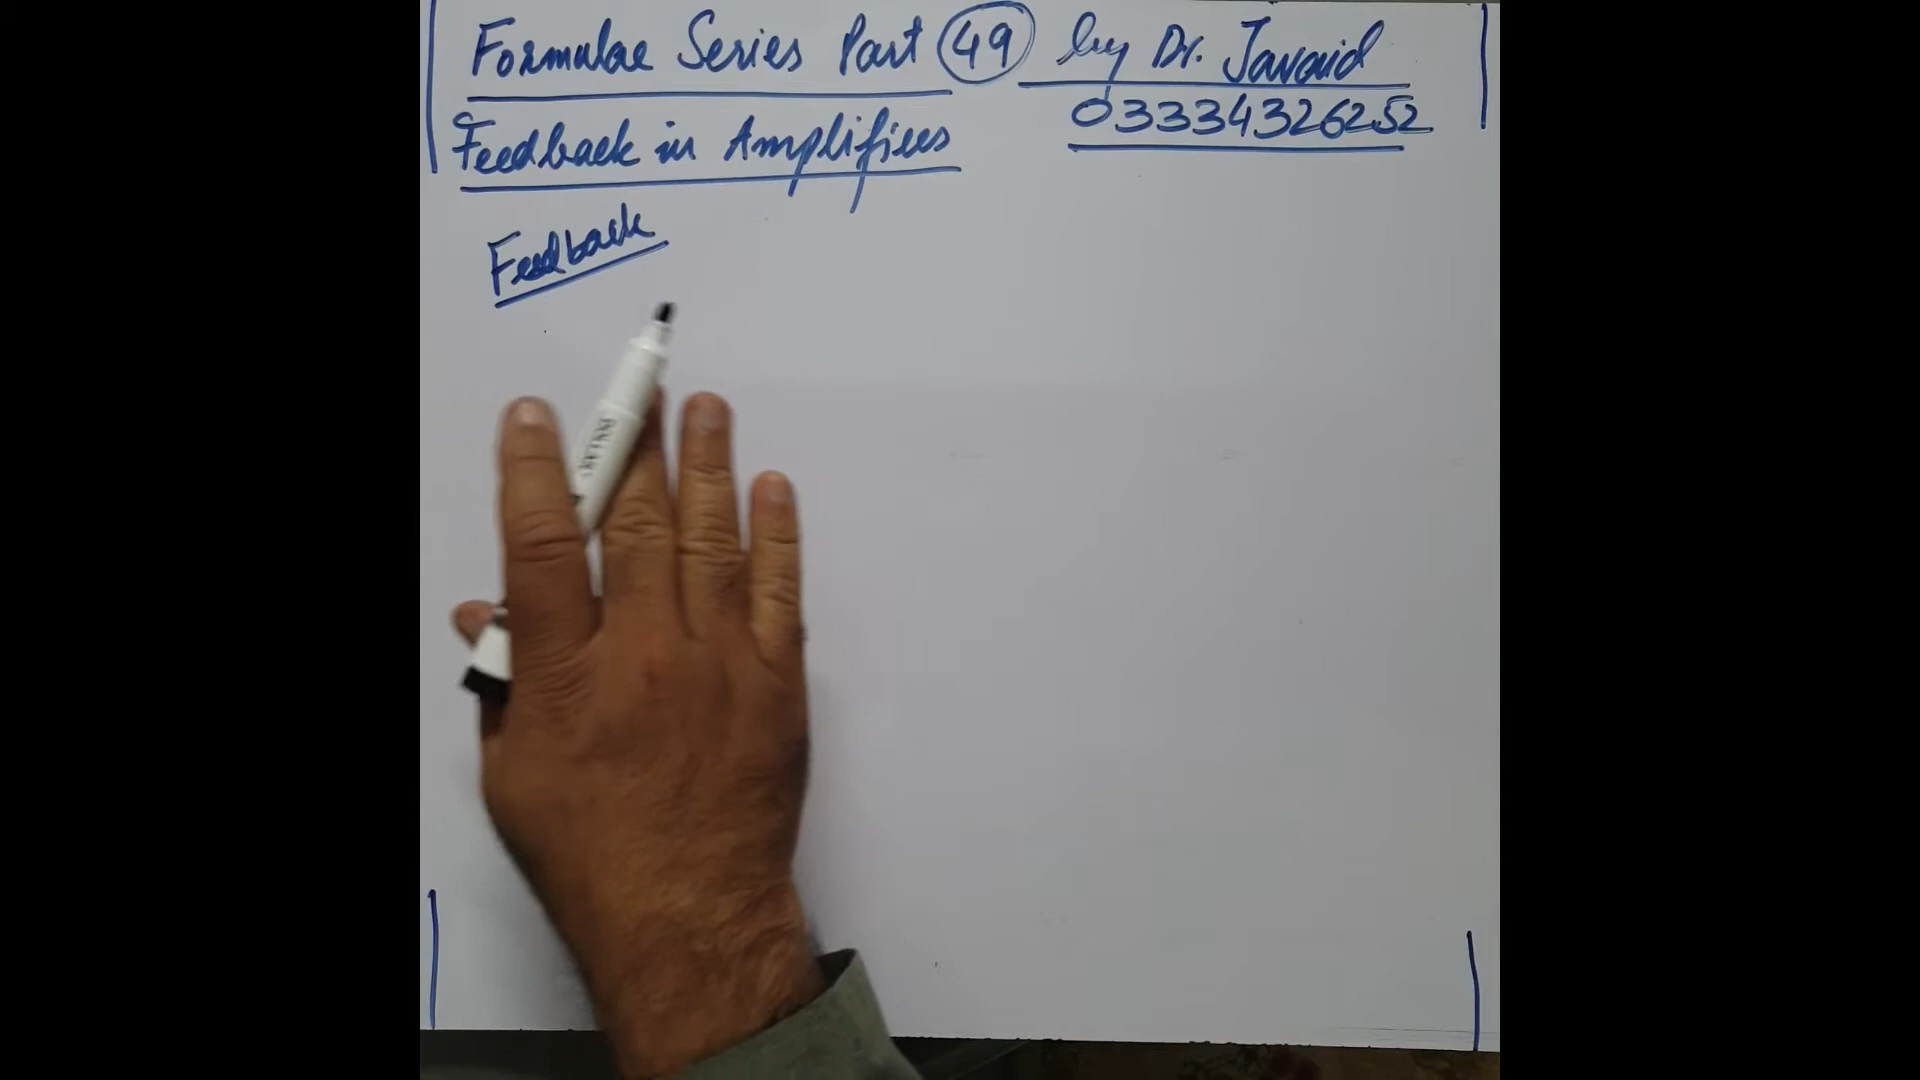 Formulae Series Part 49 by Dr. Javaid
03334326252
Feedback in Amplifiers
Feedback